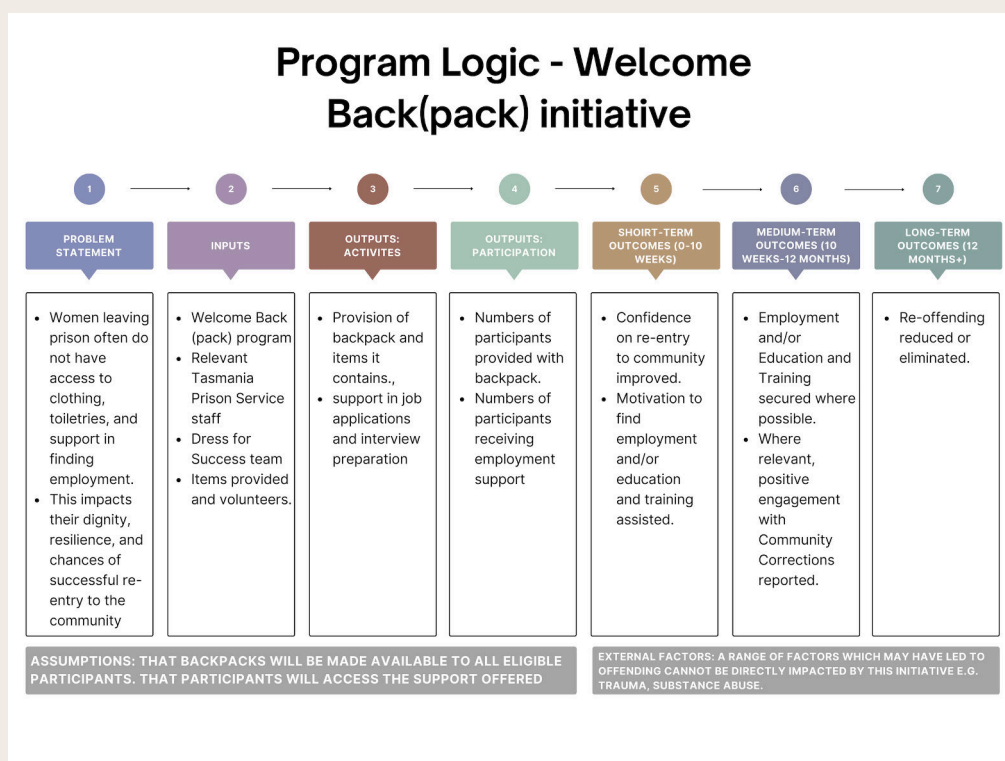 Program Logic - Welcome
Back(pack) initiative
1
2
3
4
5
6
7
PROBLEM
STATEMENT
INPUTS
OUTPUTS:
ACTIVITES
OUTPUITS:
PARTICIPATION
SHOIRT-TERM
OUTCOMES (0-10
WEEKS)
MEDIUM-TERM
OUTCOMES (10
WEEKS-12 MONTHS)
LONG-TERM
OUTCOMES (12
MONTHS+)
• Women leaving
prison often do
not have
access to
clothing,
toiletries, and
support in
finding
employment.
• This impacts
their dignity,
resilience, and
chances of
successful re-
entry to the
community
• Welcome Back
(pack) program
• Relevant
Tasmania
Prison Service
staff
• Dress for
Success team
• Items provided
and volunteers.
• Provision of
backpack and
items it
contains.,
• support in job
applications
and interview
preparation
• Numbers of
participants
provided with
backpack.
• Numbers of
participants
receiving
employment
support
• Confidence
on re-entry
to community
improved.
• Motivation to
find
employment
and/or
education
and training
assisted.
• Employment
and/or
Education and
Training
secured where
possible.
• Where
relevant,
positive
engagement
with
Community
Corrections
reported.
• Re-offending
reduced or
eliminated.
ASSUMPTIONS: THAT BACKPACKS WILL BE MADE AVAILABLE TO ALL ELIGIBLE
PARTICIPANTS. THAT PARTICIPANTS WILL ACCESS THE SUPPORT OFFERED
EXTERNAL FACTORS: A RANGE OF FACTORS WHICH MAY HAVE LED TO
OFFENDING CANNOT BE DIRECTLY IMPACTED BY THIS INITIATIVE E.G.
TRAUMA, SUBSTANCE ABUSE.